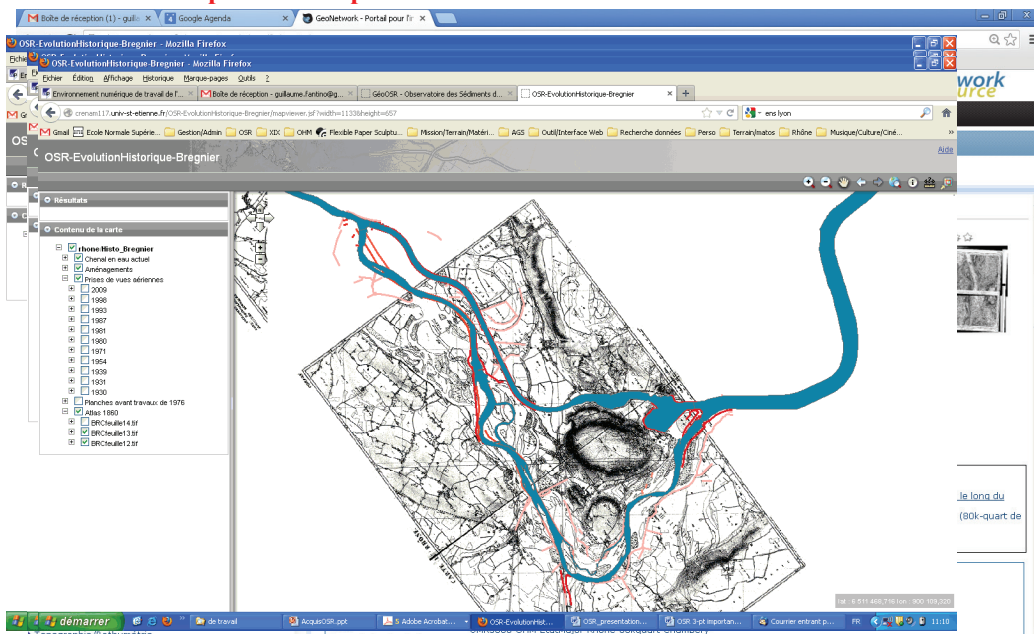 Boîte de réception (1) - guilla
Google Agenda
GeoNetwork - Portail pour l'ir
OSR-EvolutionHistorique-Bregnier - Mozilla Firefox
OSR-EvolutionHistorique-Bregnier - Mozilla Firefox
Fichier Édition Affichage Historique Marque-pages Outils ?
Environnement numérique de travail de l'...
Boîte de réception - guillaume.fantino@g...
GéoOSR - Observatoire des Sédiments d...
OSR-EvolutionHistorique-Bregnier
crenam117.univ-st-etienne.fr/OSR-EvolutionHistorique-Bregnier/mapviewer.jsf?width=1133&height=657
ens lyon
Gmail
Ecole Normale Supérie...
Gestion/Admin
OSR
XIX
OHM
Flexible Paper Sculptu...
Mission/Terrain/Matéri...
AGS
Outil/Interface Web
Recherche données
Perso
Terrain/matos
Rhône
Musique/Culture/Ciné...
work
urce
OSR-EvolutionHistorique-Bregnier
Aide
Résultats
Contenu de la carte
rhone:Histo_Bregnier
Chenal en eau actuel
Aménagements
Prises de vues aériennes
2009
1998
1993
1987
1981
1980
1971
1954
1939
1931
1930
Planches avant travaux de 1976
Atlas 1860
BRCfeuille14.tif
BRCfeuille13.tif
BRCfeuille12.tif
le long du
(80k-quart de
démarrer
de travail
AcquisOSR.ppt
5 Adobe Acrobat...
OSR-EvolutionHist...
OSR_presentation...
OSR 3-pt importan...
Courrier entrant p...
FR
11:10